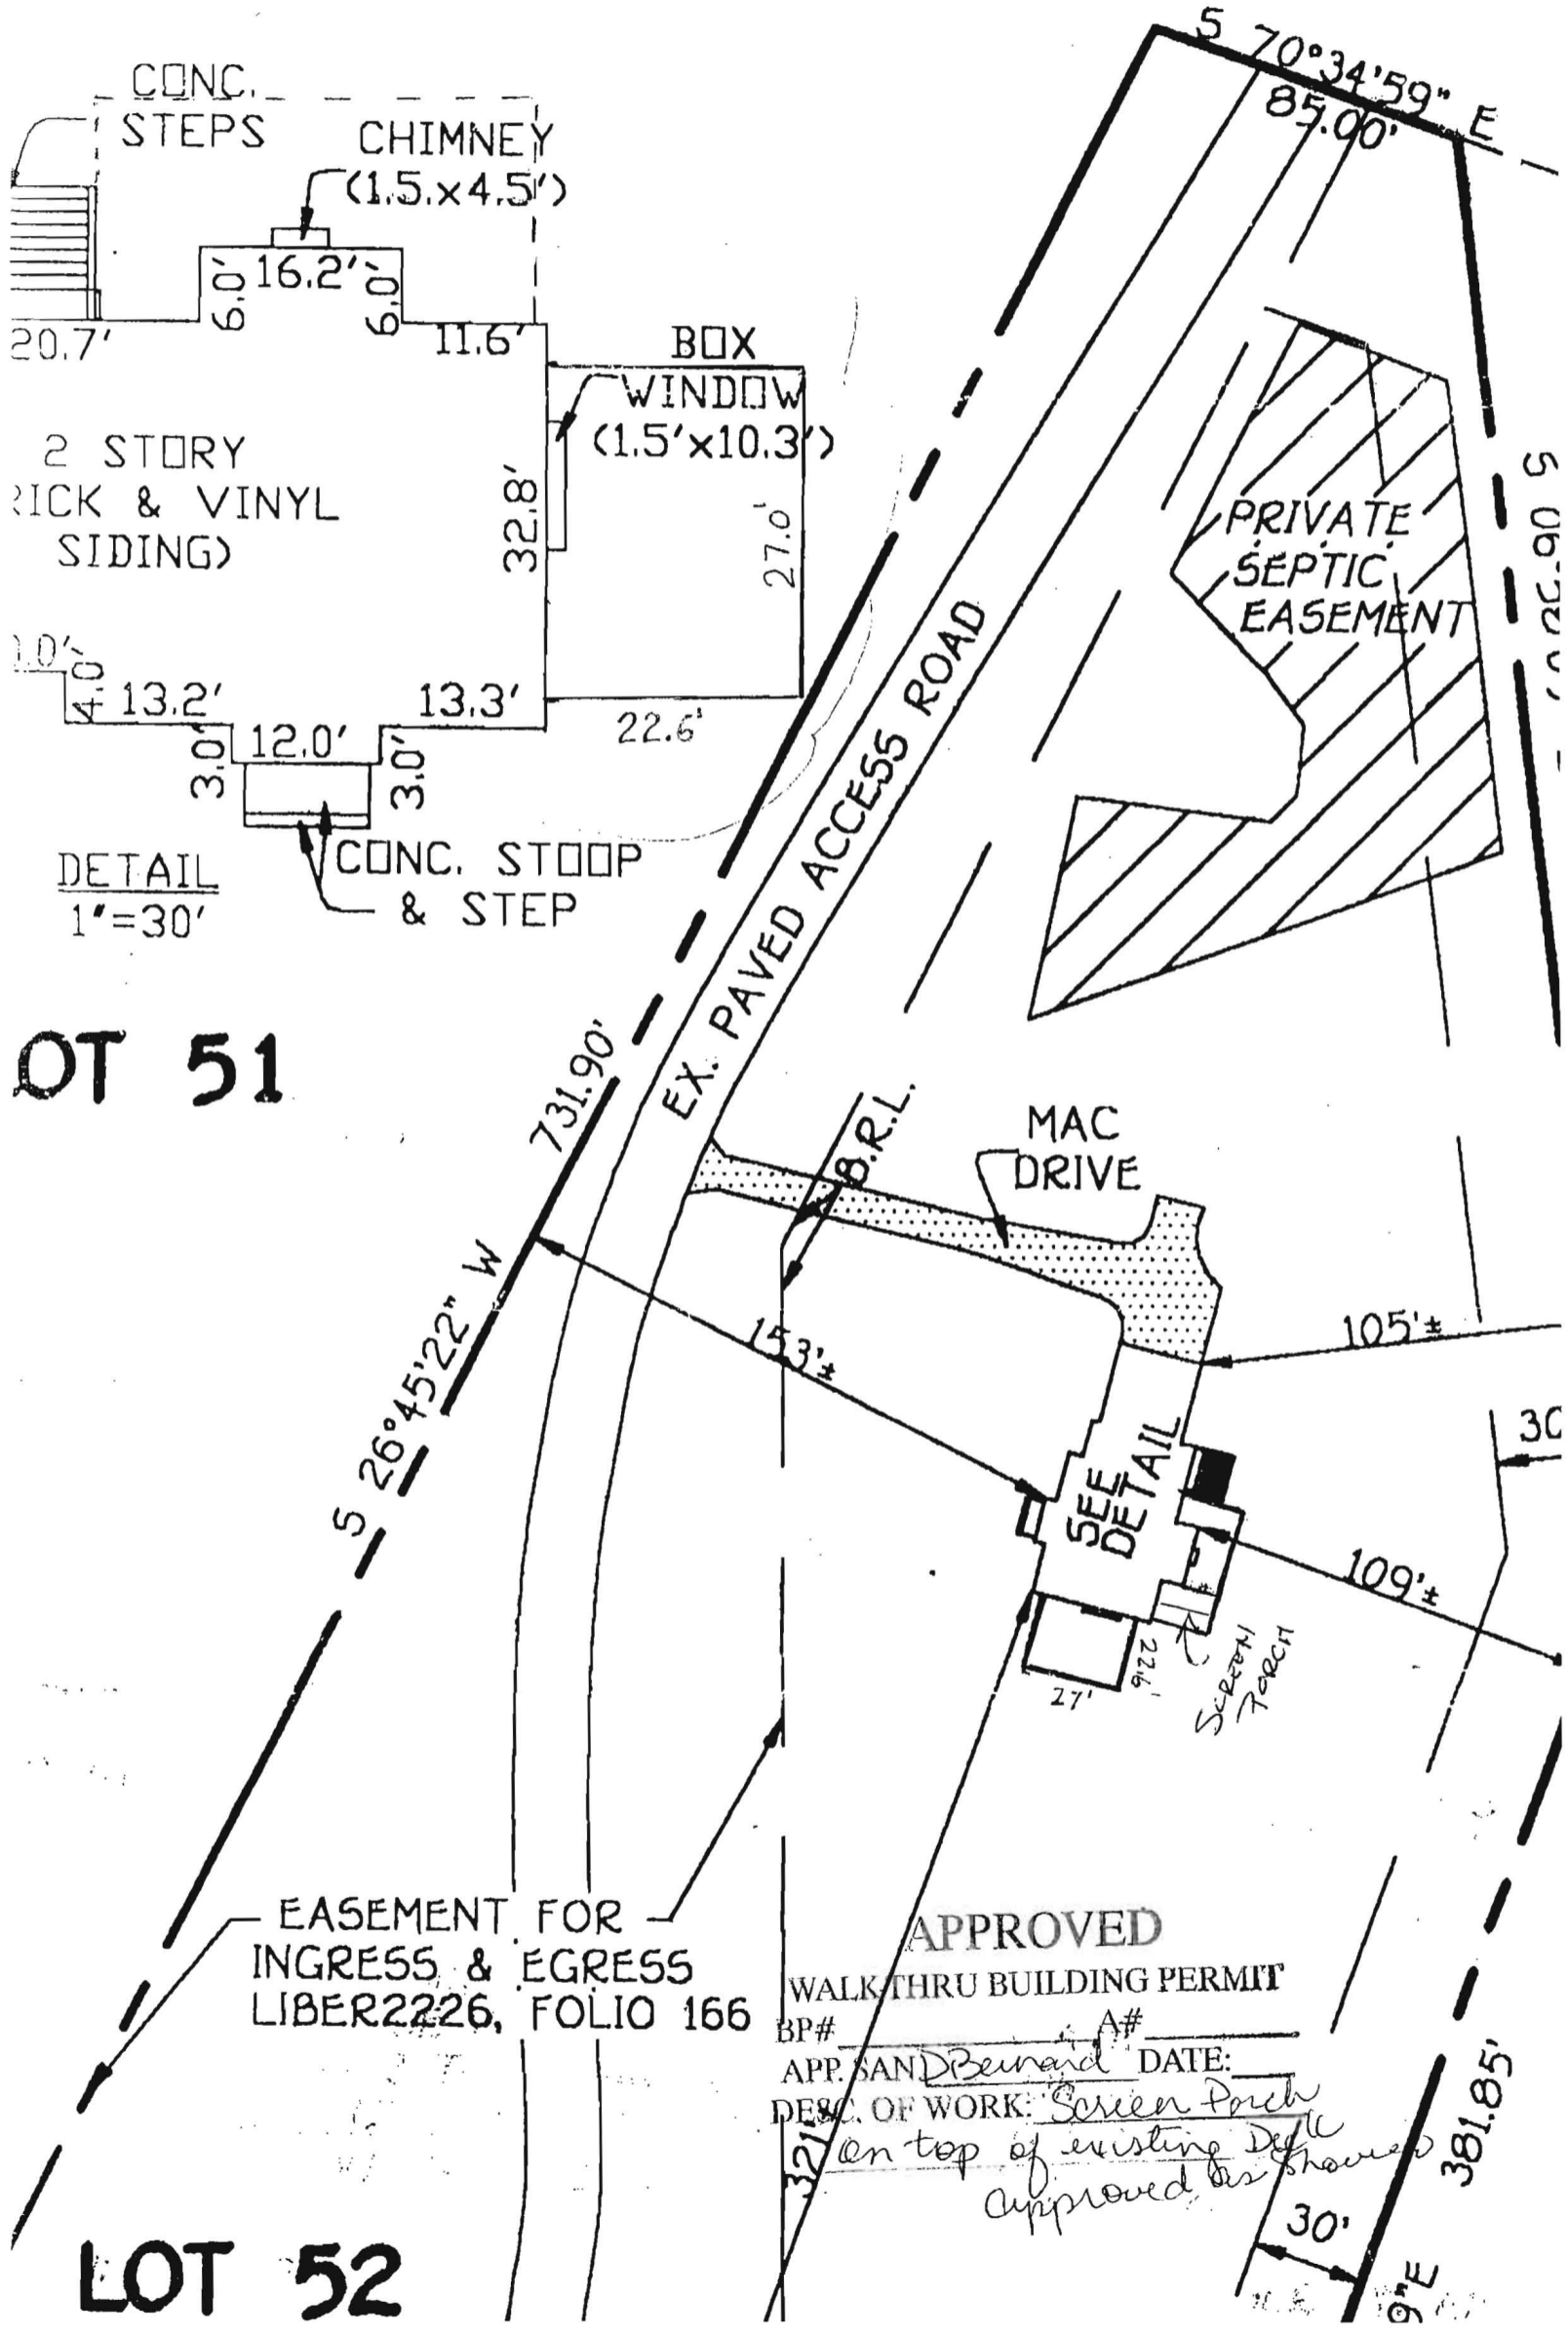 CONC.
STEPS
CHIMNEY
(1.5.x4.5')
6.0'
16.2'
6.0'
20.7'
11.6'
BOX
WINDOW
(1.5'x10.3')
2 STORY
RICK & VINYL
SIDING)
32.8'
27.0'
4.0'
13.2'
13.3'
22.6'
3.0'
12.0'
3.0'
CONC. STOOP
& STEP
DETAIL
1"=30'
OT 51
S 70°34'59" E
85.00'
PRIVATE
SEPTIC
EASEMENT
EX. PAVED ACCESS ROAD
731.90'
S 26°45'22" W
B.R.L.
MAC
DRIVE
153'±
105'±
30
SEE
DETAIL
109'±
SCREEN
PORCH
22.6'
27'
EASEMENT FOR
INGRESS & EGRESS
LIBER2226, FOLIO 166
APPROVED
WALK-THRU BUILDING PERMIT
BP# A#
APP. SAN DBernard DATE:
DESC. OF WORK: Screen Porch
on top of existing Deck
approved as shown
321'±
381.85'
30'
9"E
LOT 52